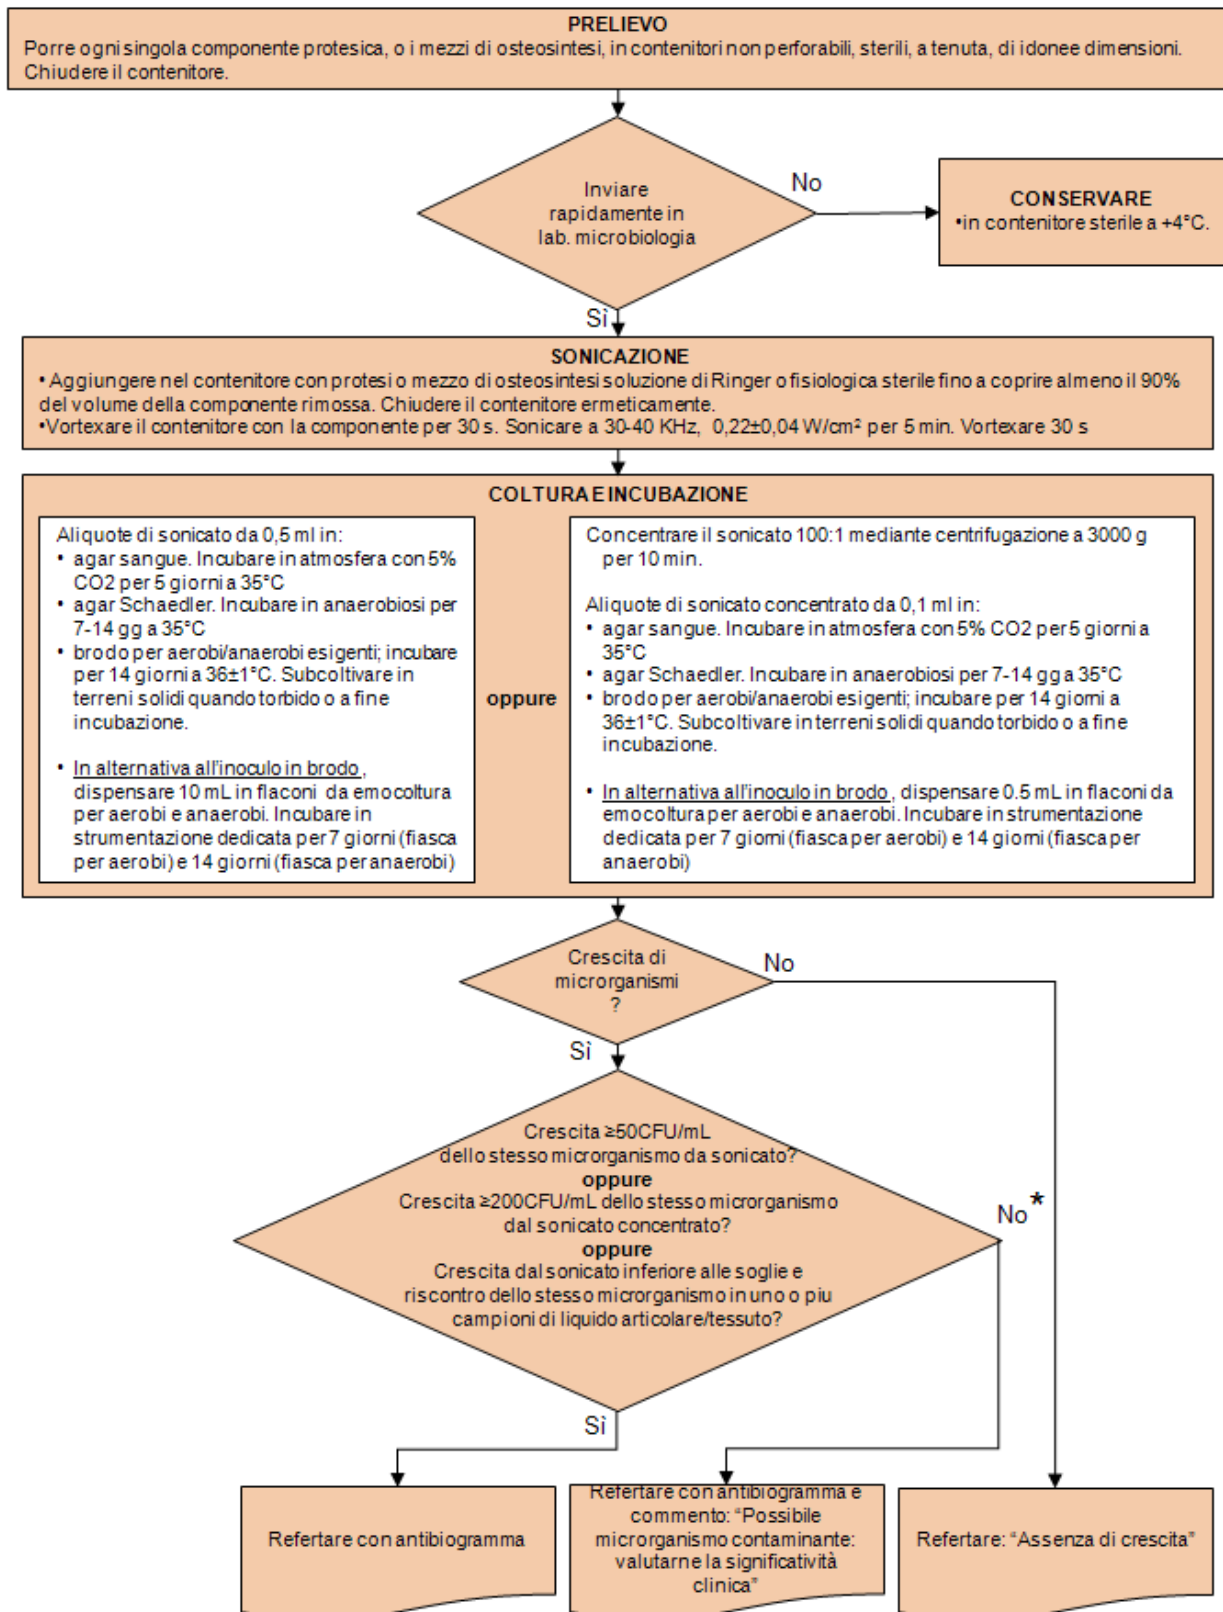 PRELIEVO
Porre ogni singola componente protesica, o i mezzi di osteosintesi, in contenitori non perforabili, sterili, a tenuta, di idonee dimensioni.
Chiudere il contenitore.
Inviare
rapidamente in
lab. microbiologia
No
CONSERVARE
•in contenitore sterile a +4°C.
Sì
SONICAZIONE
• Aggiungere nel contenitore con protesi o mezzo di osteosintesi soluzione di Ringer o fisiologica sterile fino a coprire almeno il 90%
del volume della componente rimossa. Chiudere il contenitore ermeticamente.
•Vortexare il contenitore con la componente per 30 s. Sonicare a 30-40 KHz, 0,22±0,04 W/cm² per 5 min. Vortexare 30 s
COLTURA E INCUBAZIONE
Aliquote di sonicato da 0,5 ml in:
• agar sangue. Incubare in atmosfera con 5%
CO2 per 5 giorni a 35°C
• agar Schaedler. Incubare in anaerobiosi per
7-14 gg a 35°C
• brodo per aerobi/anaerobi esigenti; incubare
per 14 giorni a 36±1°C. Subcoltivare in
terreni solidi quando torbido o a fine
incubazione.
• In alternativa all'inoculo in brodo,
dispensare 10 mL in flaconi da emocoltura
per aerobi e anaerobi. Incubare in
strumentazione dedicata per 7 giorni (fiasca
per aerobi) e 14 giorni (fiasca per anaerobi)
oppure
Concentrare il sonicato 100:1 mediante centrifugazione a 3000 g
per 10 min.
Aliquote di sonicato concentrato da 0,1 ml in:
• agar sangue. Incubare in atmosfera con 5% CO2 per 5 giorni a
35°C
• agar Schaedler. Incubare in anaerobiosi per 7-14 gg a 35°C
• brodo per aerobi/anaerobi esigenti; incubare per 14 giorni a
36±1°C. Subcoltivare in terreni solidi quando torbido o a fine
incubazione.
• In alternativa all'inoculo in brodo, dispensare 0.5 mL in flaconi da
emocoltura per aerobi e anaerobi. Incubare in strumentazione
dedicata per 7 giorni (fiasca per aerobi) e 14 giorni (fiasca per
anaerobi)
Crescita di
microrganismi
?
No
Sì
Crescita ≥50CFU/mL
dello stesso microrganismo da sonicato?
oppure
Crescita ≥200CFU/mL dello stesso microrganismo
dal sonicato concentrato?
oppure
Crescita dal sonicato inferiore alle soglie e
riscontro dello stesso microrganismo in uno o piu
campioni di liquido articolare/tessuto?
No*
Sì
Refertare con antibiogramma
Refertare con antibiogramma e
commento: “Possibile
microrganismo contaminante:
valutarne la significatività
clinica”
Refertare: “Assenza di crescita”